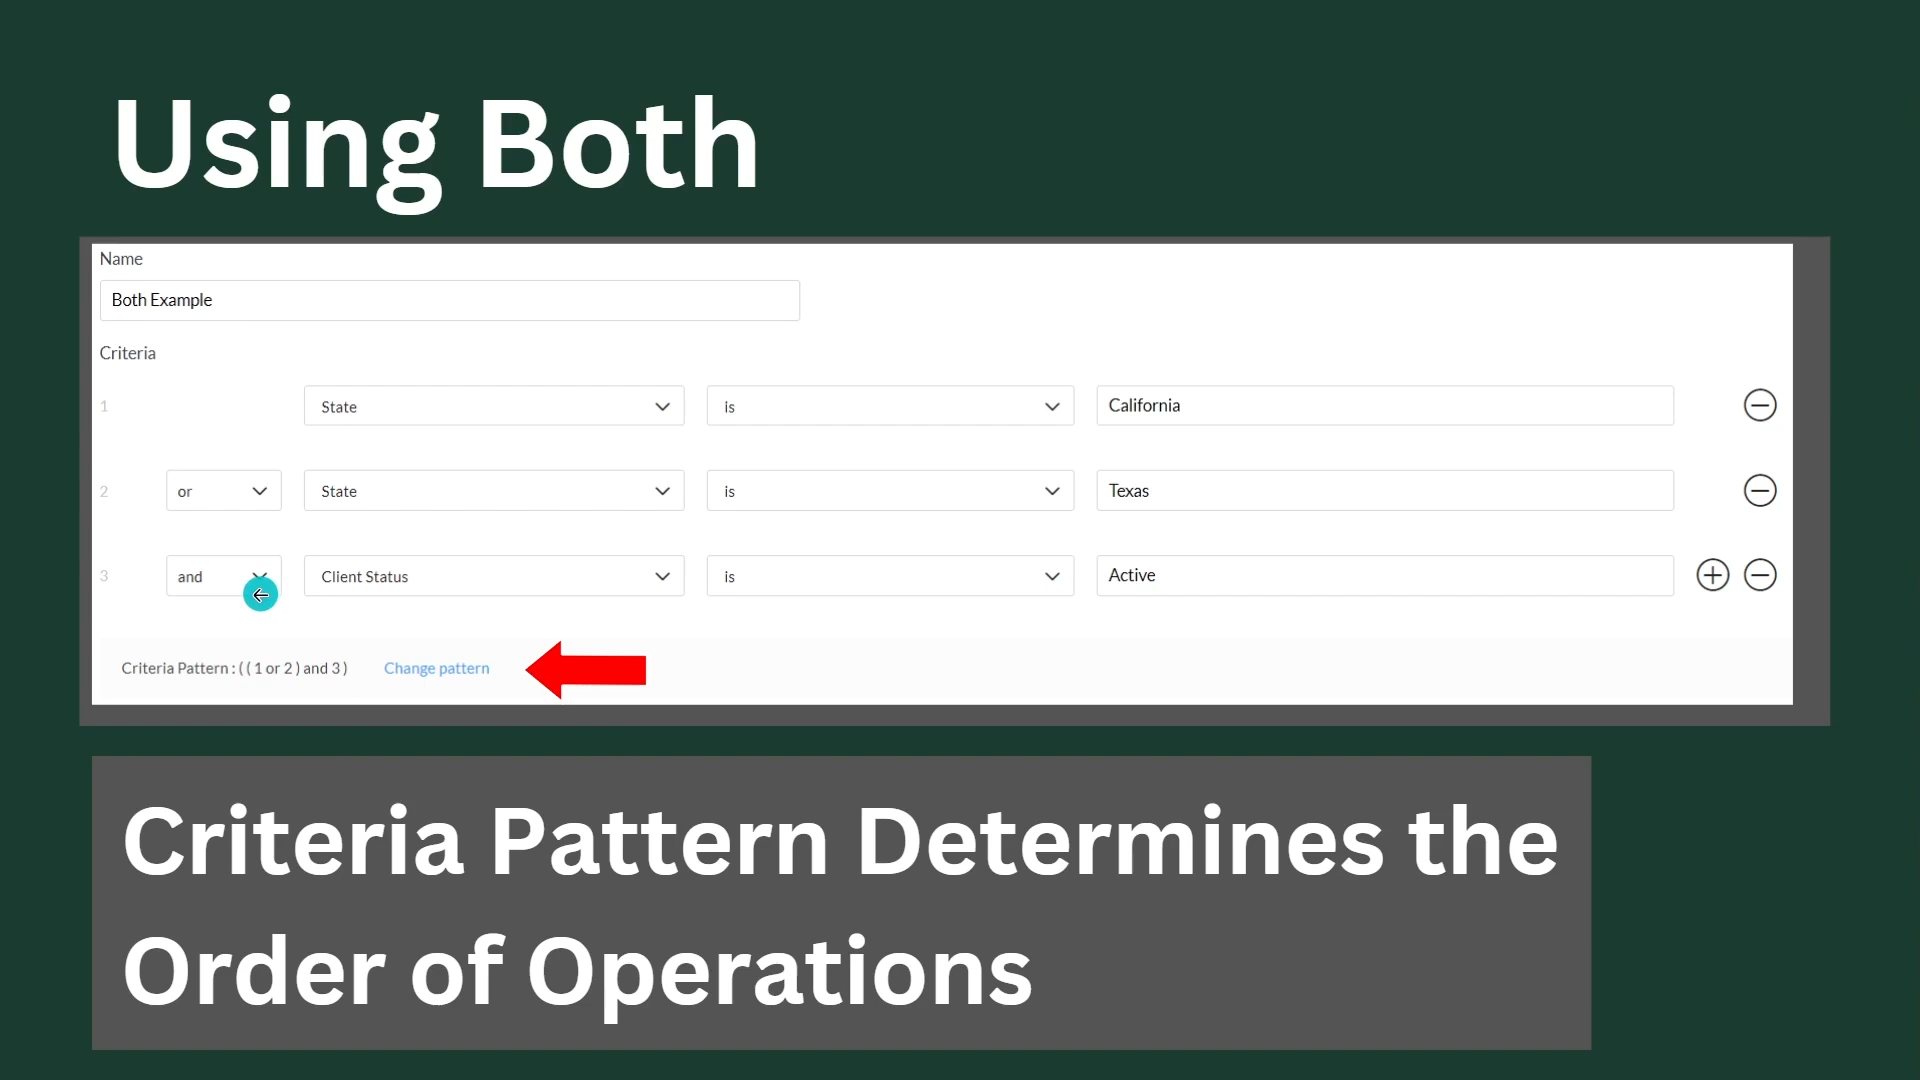 Using Both
Name
Both Example
Criteria
1 State is California
2 or State is Texas
3 and Client Status is Active
Criteria Pattern : ( ( 1 or 2 ) and 3 ) Change pattern
Criteria Pattern Determines the
Order of Operations